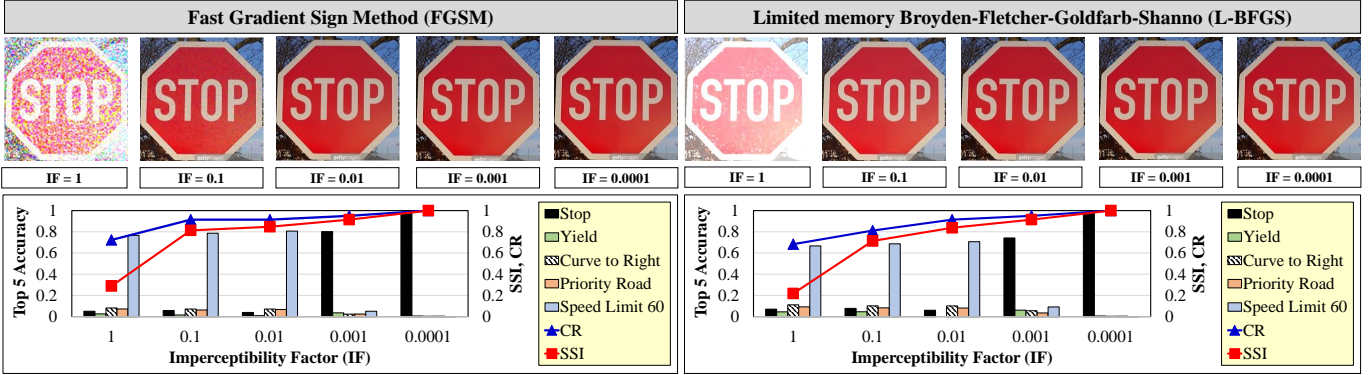 Fast Gradient Sign Method (FGSM)
STOP STOP STOP STOP STOP
IF = 1 IF = 0.1 IF = 0.01 IF = 0.001 IF = 0.0001
Top 5 Accuracy
1
0.8
0.6
0.4
0.2
0
1 0.1 0.01 0.001 0.0001
Imperceptibility Factor (IF)
1
0.8
0.6
0.4
0.2
0
SSI, CR
Stop
Yield
Curve to Right
Priority Road
Speed Limit 60
CR
SSI
Limited memory Broyden-Fletcher-Goldfarb-Shanno (L-BFGS)
STOP STOP STOP STOP STOP
IF = 1 IF = 0.1 IF = 0.01 IF = 0.001 IF = 0.0001
Top 5 Accuracy
1
0.8
0.6
0.4
0.2
0
1 0.1 0.01 0.001 0.0001
Imperceptibility Factor (IF)
1
0.8
0.6
0.4
0.2
0
SSI, CR
Stop
Yield
Curve to Right
Priority Road
Speed Limit 60
CR
SSI